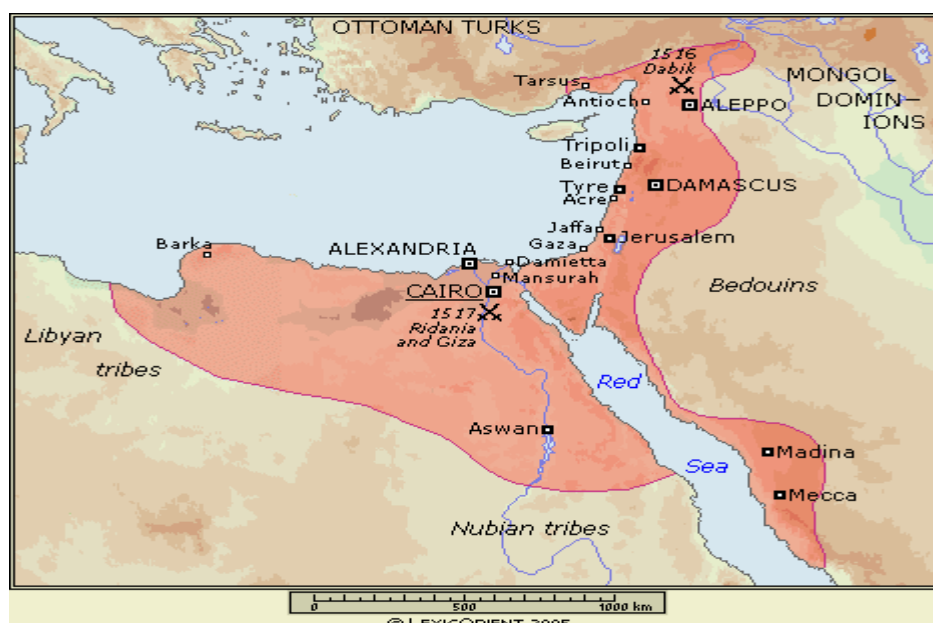 OTTOMAN TURKS
1516
Dabik
Tarsus
MONGOL
DOMIN-
IONS
Antioch
ALEPPO
Tripoli
Beirut
Tyre
DAMASCUS
Acre
Jaffa
Jerusalem
Barka
ALEXANDRIA
Gaza
Damietta
Mansurah
CAIRO
Bedouins
1517
Ridania
and Giza
Libyan
tribes
Red
Aswan
Madina
Sea
Mecca
Nubian tribes
0 500 1000 km
© LEXICORIENT 2005